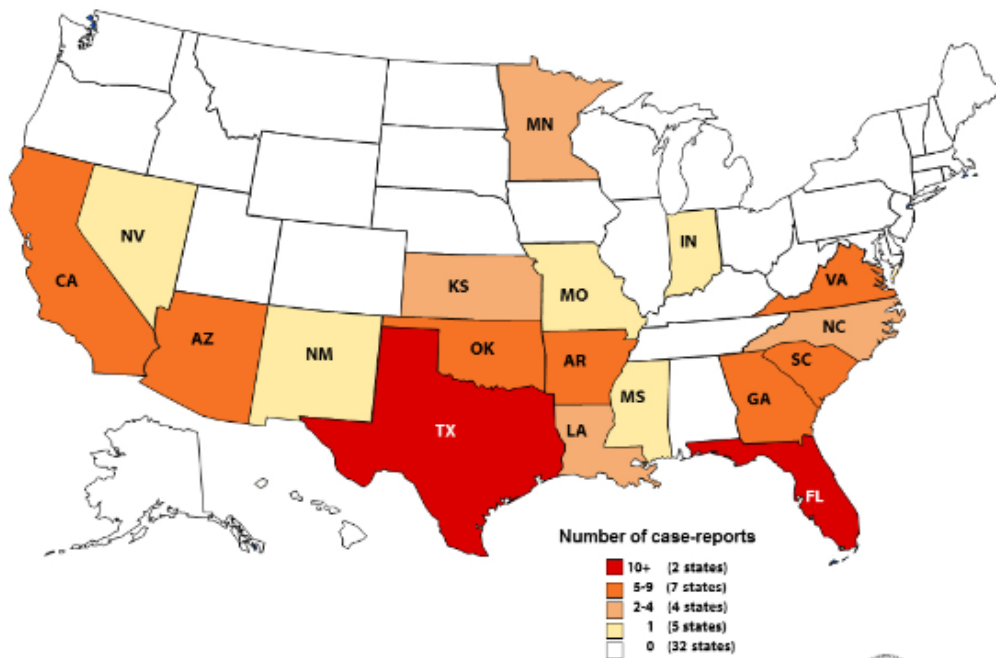 MN
NV
IN
CA
KS
VA
MO
NC
AZ
OK
NM
AR
SC
MS
GA
TX
LA
FL
Number of case-reports
10+ (2 states)
5-9 (7 states)
2-4 (4 states)
1 (5 states)
0 (32 states)